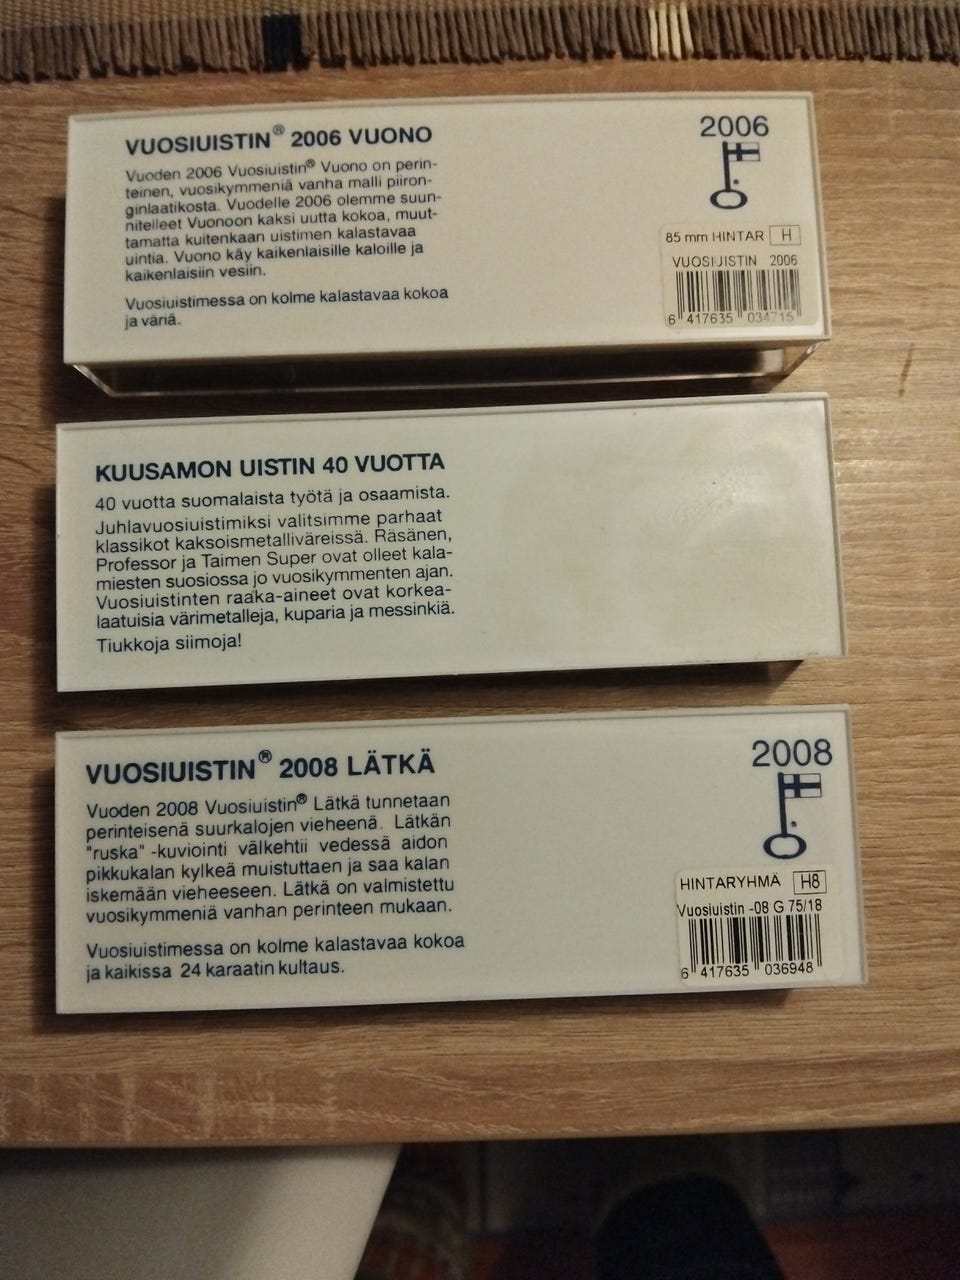 VUOSIUISTIN® 2006 VUONO
Vuoden 2006 Vuosiuistin® Vuono on perin-
teinen, vuosikymmeniä vanha malli piiron-
ginlaatikosta. Vuodelle 2006 olemme suun-
nitelleet Vuonoon kaksi uutta kokoa, muut-
tamatta kuitenkaan uistimen kalastavaa
uintia. Vuono käy kaikenlaisille kaloille ja
kaikenlaisiin vesiin.
Vuosiuistimessa on kolme kalastavaa kokoa
ja väriä.
2006
85 mm HINTAR H
VUOSIUISTIN 2006
6 417635 034715
KUUSAMON UISTIN 40 VUOTTA
40 vuotta suomalaista työtä ja osaamista.
Juhlavuosiuistimiksi valitsimme parhaat
klassikot kaksoismetalliväreissä. Räsänen,
Professor ja Taimen Super ovat olleet kala-
miesten suosiossa jo vuosikymmenten ajan.
Vuosiuistinten raaka-aineet ovat korkea-
laatuisia värimetalleja, kuparia ja messinkiä.
Tiukkoja siimoja!
VUOSIUISTIN® 2008 LÄTKÄ
Vuoden 2008 Vuosiuistin® Lätkä tunnetaan
perinteisenä suurkalojen vieheenä. Lätkän
"ruska" -kuviointi välkehtii vedessä aidon
pikkukalan kylkeä muistuttaen ja saa kalan
iskemään vieheeseen. Lätkä on valmistettu
vuosikymmeniä vanhan perinteen mukaan.
Vuosiuistimessa on kolme kalastavaa kokoa
ja kaikissa 24 karaatin kultaus.
2008
HINTARYHMÄ H8
Vuosiuistin -08 G 75/18
6 417635 036948